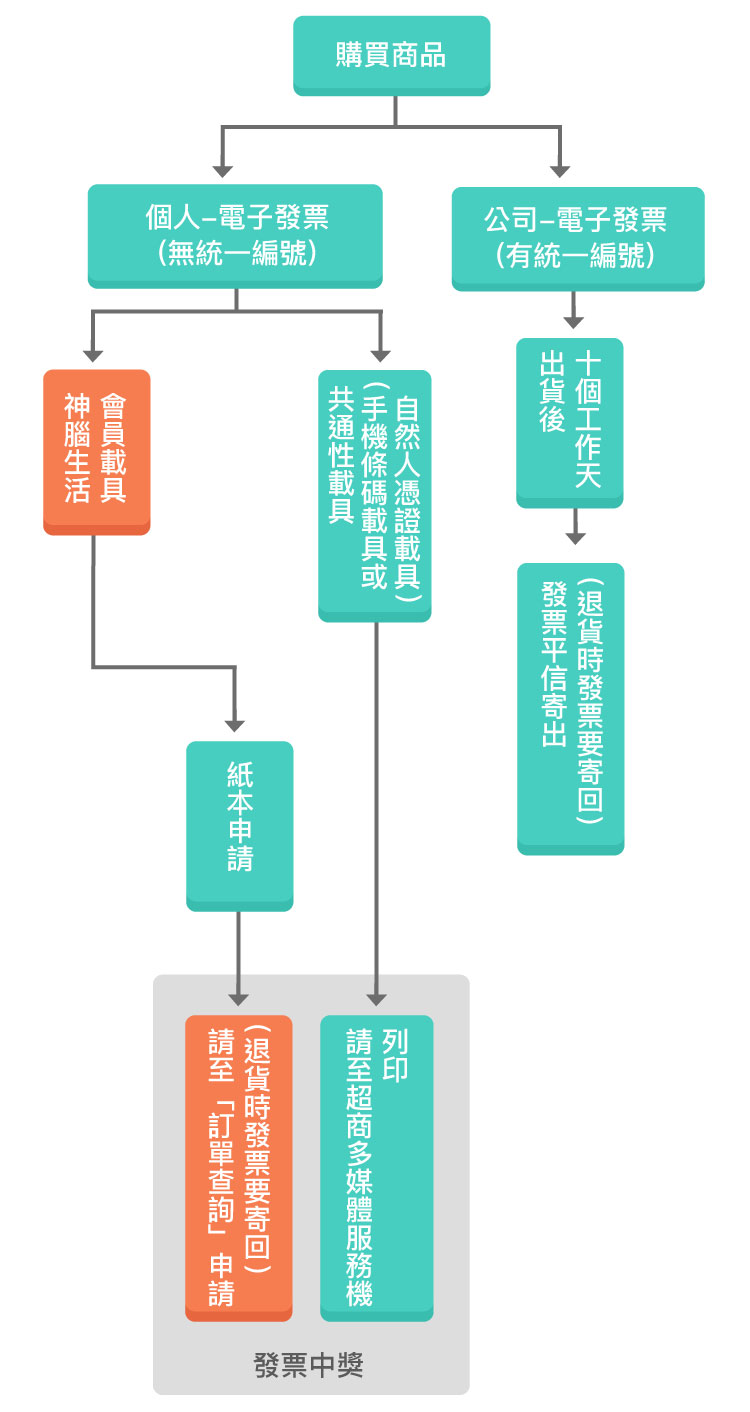 購買商品
個人–電子發票
(無統一編號)
公司–電子發票
(有統一編號)
神腦生活
會員載具
共通性載具
(手機條碼載具或
自然人憑證載具)
出貨後
十個工作天
發票平信寄出
(退貨時發票要寄回)
紙本申請
請至「訂單查詢」申請
(退貨時發票要寄回)
請至超商多媒體服務機
列印
發票中獎